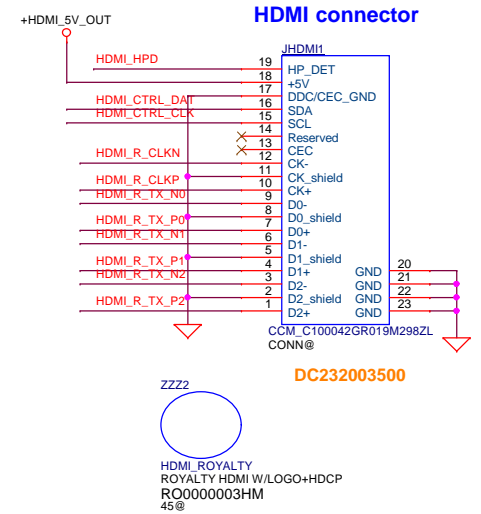 HDMI connector
+HDMI_5V_OUT
JHDMI1
HDMI_HPD 19 HP_DET
18 +5V
17 DDC/CEC_GND
HDMI_CTRL_DAT 16 SDA
HDMI_CTRL_CLK 15 SCL
14 Reserved
13 CEC
HDMI_R_CLKN 12 CK-
11 CK_shield
HDMI_R_CLKP 10 CK+
HDMI_R_TX_N0 9 D0-
8 D0_shield
HDMI_R_TX_P0 7 D0+
HDMI_R_TX_N1 6 D1-
5 D1_shield
HDMI_R_TX_P1 4 D1+ GND 20
HDMI_R_TX_N2 3 D2- GND 21
2 D2_shield GND 22
HDMI_R_TX_P2 1 D2+ GND 23
CCM_C100042GR019M298ZL
CONN@
DC232003500
ZZZ2
HDMI_ROYALTY
ROYALTY HDMI W/LOGO+HDCP
RO0000003HM
45@